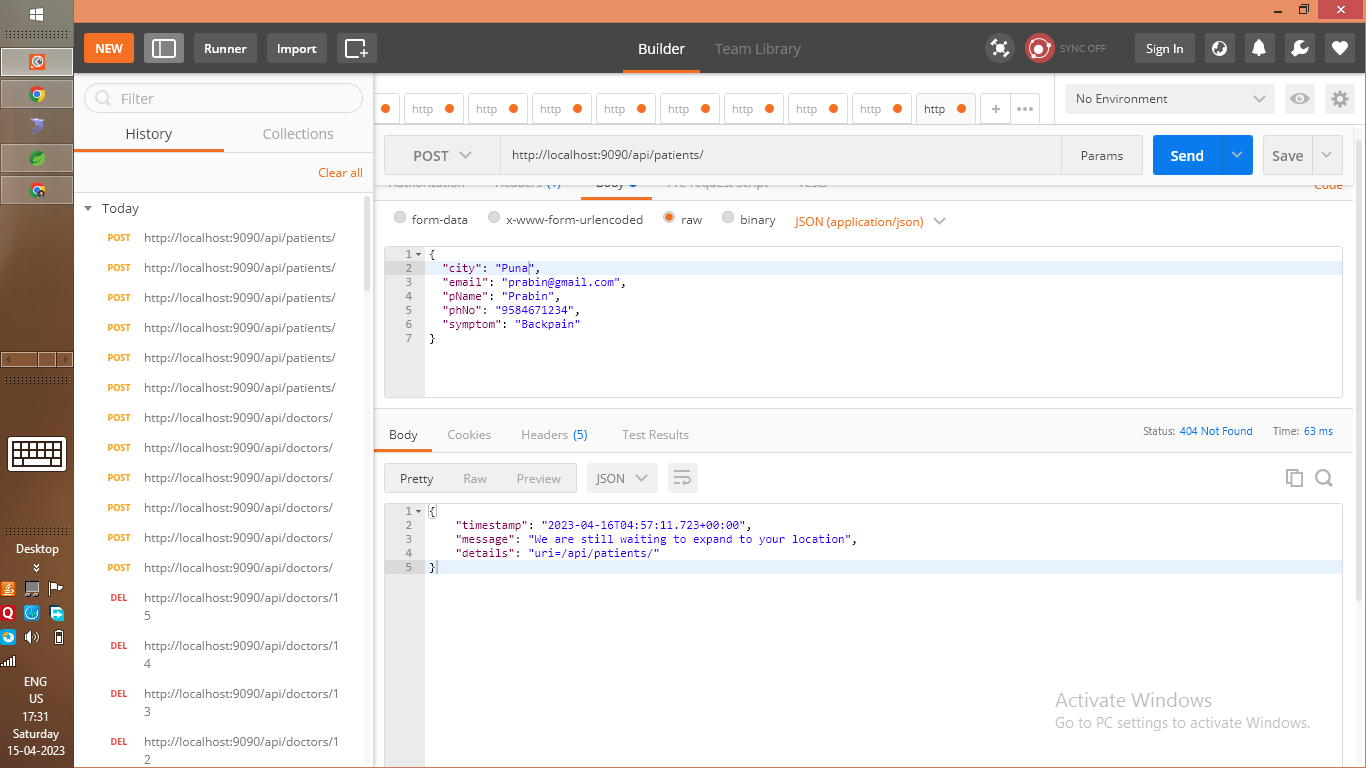 NEW
Runner
Import
Builder
Team Library
SYNC OFF
Sign In
Filter
History
Collections
Clear all
Today
POST http://localhost:9090/api/patients/
POST http://localhost:9090/api/patients/
POST http://localhost:9090/api/patients/
POST http://localhost:9090/api/patients/
POST http://localhost:9090/api/patients/
POST http://localhost:9090/api/patients/
POST http://localhost:9090/api/doctors/
POST http://localhost:9090/api/doctors/
POST http://localhost:9090/api/doctors/
POST http://localhost:9090/api/doctors/
POST http://localhost:9090/api/doctors/
POST http://localhost:9090/api/doctors/
DEL http://localhost:9090/api/doctors/1
5
DEL http://localhost:9090/api/doctors/1
4
DEL http://localhost:9090/api/doctors/1
3
DEL http://localhost:9090/api/doctors/1
2
http http http http http http http http http
No Environment
POST http://localhost:9090/api/patients/ Params Send Save
Authorization Headers (1) Body Pre-request Script Tests Code
form-data x-www-form-urlencoded raw binary JSON (application/json)
1 {
2 "city": "Puna",
3 "email": "prabin@gmail.com",
4 "pName": "Prabin",
5 "phNo": "9584671234",
6 "symptom": "Backpain"
7 }
Body Cookies Headers (5) Test Results Status: 404 Not Found Time: 63 ms
Pretty Raw Preview JSON
1 {
2 "timestamp": "2023-04-16T04:57:11.723+00:00",
3 "message": "We are still waiting to expand to your location",
4 "details": "uri=/api/patients/"
5 }
Activate Windows
Go to PC settings to activate Windows.
Desktop
ENG
US
17:31
Saturday
15-04-2023